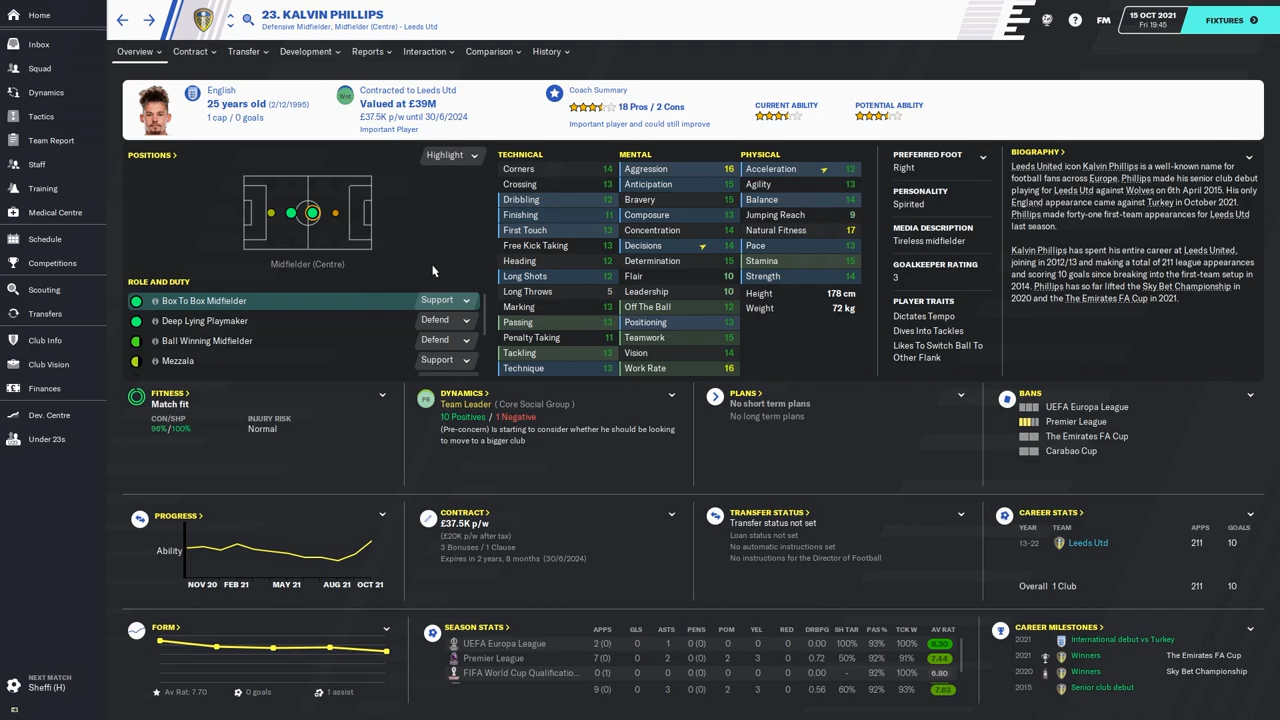 Home
Inbox
Squad
Dynamics
Tactics
Team Report
Staff
Training
Medical Centre
Schedule
Competitions
Scouting
Transfers
Club Info
Club Vision
Finances
Dev. Centre
Under 23s
NEXT MATCH
Sheffi (H)
23. KALVIN PHILLIPS
Defensive Midfielder, Midfielder (Centre) - Leeds Utd
FM
15 OCT 2021
Fri 19:45
FIXTURES
Overview
Contract
Transfer
Development
Reports
Interaction
Comparison
History
English
25 years old (2/12/1995)
1 cap / 0 goals
Wnt
Contracted to Leeds Utd
Valued at £39M
£37.5K p/w until 30/6/2024
Important Player
Coach Summary
18 Pros / 2 Cons
Important player and could still improve
CURRENT ABILITY
POTENTIAL ABILITY
POSITIONS >
Highlight
Midfielder (Centre)
ROLE AND DUTY
Box To Box Midfielder Support
Deep Lying Playmaker Defend
Ball Winning Midfielder Defend
Mezzala Support
TECHNICAL
Corners 14
Crossing 13
Dribbling 12
Finishing 11
First Touch 13
Free Kick Taking 13
Heading 12
Long Shots 12
Long Throws 5
Marking 13
Passing 13
Penalty Taking 11
Tackling 13
Technique 13
MENTAL
Aggression 16
Anticipation 15
Bravery 15
Composure 13
Concentration 14
Decisions 14
Determination 15
Flair 10
Leadership 10
Off The Ball 12
Positioning 13
Teamwork 15
Vision 14
Work Rate 16
PHYSICAL
Acceleration 12
Agility 13
Balance 14
Jumping Reach 9
Natural Fitness 17
Pace 13
Stamina 15
Strength 14
Height 178 cm
Weight 72 kg
PREFERRED FOOT
Right
PERSONALITY
Spirited
MEDIA DESCRIPTION
Tireless midfielder
GOALKEEPER RATING
3
PLAYER TRAITS
Dictates Tempo
Dives Into Tackles
Likes To Switch Ball To
Other Flank
BIOGRAPHY >
Leeds United icon Kalvin Phillips is a well-known name for
football fans across Europe. Phillips made his senior club debut
playing for Leeds Utd against Wolves on 6th April 2015. His only
England appearance came against Turkey in October 2021.
Phillips made forty-one first-team appearances for Leeds Utd
last season.
Kalvin Phillips has spent his entire career at Leeds United,
joining in 2012/13 and making a total of 211 league appearances
and scoring 10 goals since breaking into the first-team setup in
2014. Phillips has so far lifted the Sky Bet Championship in
2020 and the The Emirates FA Cup in 2021.
FITNESS >
Match fit
CON/SHP INJURY RISK
96%/100% Normal
PR
DYNAMICS >
Team Leader ( Core Social Group )
10 Positives / 1 Negative
(Pre-concern) Is starting to consider whether he should be looking
to move to a bigger club
PLANS >
No short term plans
No long term plans
BANS
UEFA Europa League
Premier League
The Emirates FA Cup
Carabao Cup
PROGRESS >
Ability
NOV 20 FEB 21 MAY 21 AUG 21 OCT 21
CONTRACT >
£37.5K p/w
(£20K p/w after tax)
3 Bonuses / 1 Clause
Expires in 2 years, 8 months (30/6/2024)
TRANSFER STATUS >
Transfer status not set
Loan status not set
No automatic instructions set
No instructions for the Director of Football
CAREER STATS >
YEAR TEAM APPS GOALS
13-22 Leeds Utd 211 10
Overall 1 Club 211 10
FORM >
Av Rat: 7.70 0 goals 1 assist
SEASON STATS > APPS GLS ASTS PENS POM YEL RED DRBPG SH TAR PAS% TCK W AV RAT
UEFA Europa League 2 (0) 0 1 0 (0) 0 0 0 0.00 100% 93% 100% 8.30
Premier League 7 (0) 0 2 0 (0) 2 3 0 0.72 50% 92% 91% 7.44
FIFA World Cup Qualificatio... 0 (1) 0 0 0 (0) 0 0 0 0.00 - 92% 100% 6.80
9 (0) 0 3 0 (0) 2 3 0 0.56 60% 92% 93% 7.63
CAREER MILESTONES >
2021 International debut vs Turkey
2021 Winners The Emirates FA Cup
2020 Winners Sky Bet Championship
2015 Senior club debut